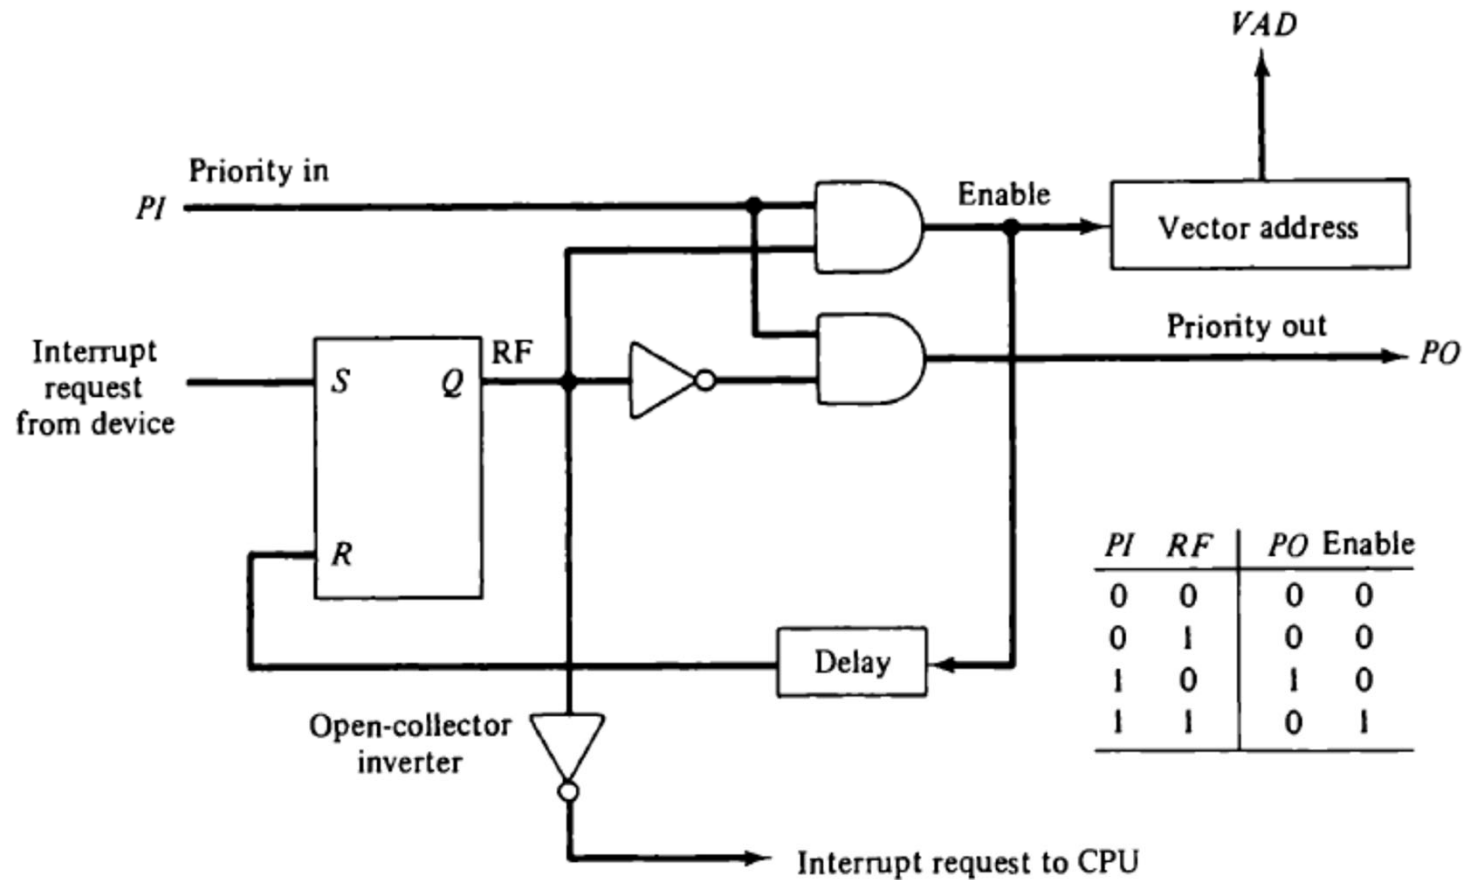 VAD
Priority in
PI
Enable
Vector address
Priority out
PO
Interrupt
request
from device
S
Q
RF
R
Delay
PI RF PO Enable
0 0 0 0
0 1 0 0
1 0 1 0
1 1 0 1
Open-collector
inverter
Interrupt request to CPU